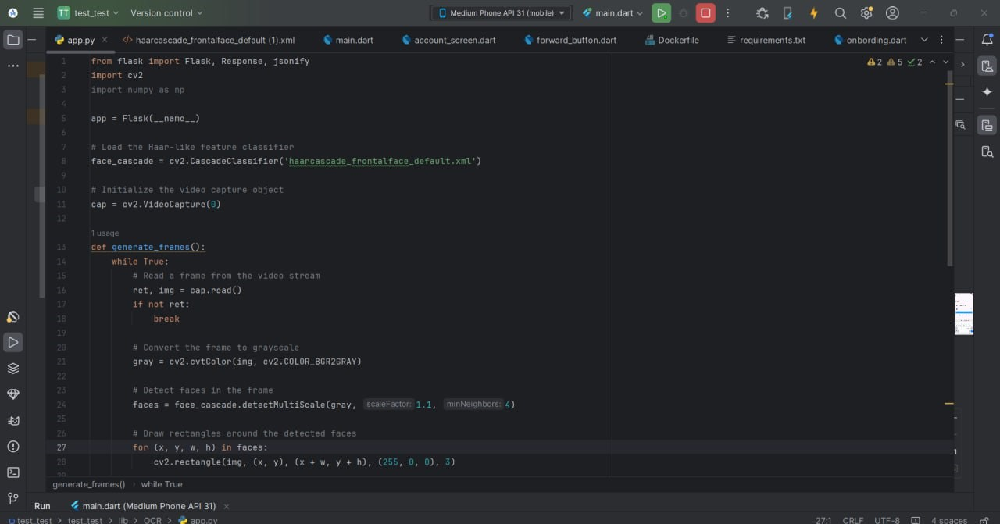 TT test_test Version control Medium Phone API 31 (mobile) main.dart
app.py haarcascade_frontalface_default (1).xml main.dart account_screen.dart forward_button.dart Dockerfile requirements.txt onbording.dart
2 5 2
1 from flask import Flask, Response, jsonify
2 import cv2
3 import numpy as np
4
5 app = Flask(__name__)
6
7 # Load the Haar-like feature classifier
8 face_cascade = cv2.CascadeClassifier('haarcascade_frontalface_default.xml')
9
10 # Initialize the video capture object
11 cap = cv2.VideoCapture(0)
12
1 usage
13 def generate_frames():
14 while True:
15 # Read a frame from the video stream
16 ret, img = cap.read()
17 if not ret:
18 break
19
20 # Convert the frame to grayscale
21 gray = cv2.cvtColor(img, cv2.COLOR_BGR2GRAY)
22
23 # Detect faces in the frame
24 faces = face_cascade.detectMultiScale(gray, scaleFactor: 1.1, minNeighbors: 4)
25
26 # Draw rectangles around the detected faces
27 for (x, y, w, h) in faces:
28 cv2.rectangle(img, (x, y), (x + w, y + h), (255, 0, 0), 3)
29
generate_frames() › while True
Run main.dart (Medium Phone API 31)
test_test > test_test > lib > OCR > app.py 27:1 CRLF UTF-8 4 spaces